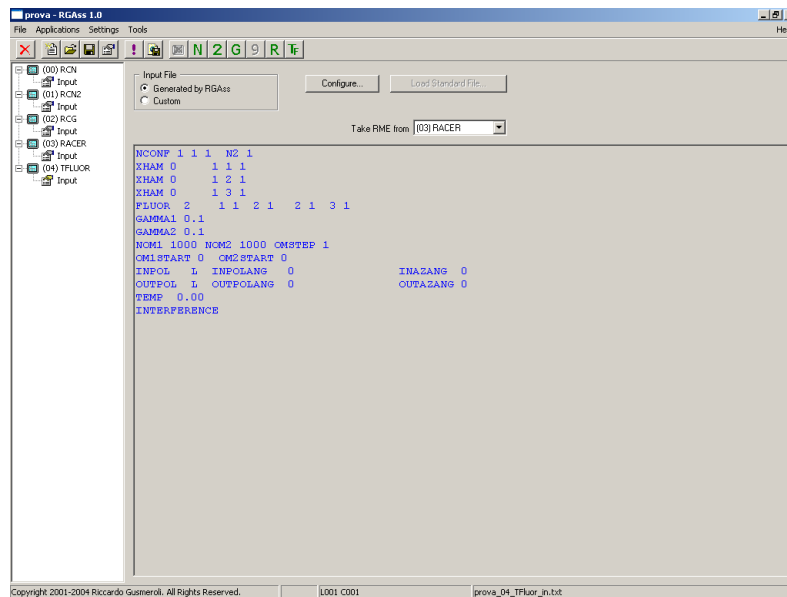 prova - RGAss 1.0
File Applications Settings Tools He
N 2 G 9 R TF
(00) RCN
Input
(01) RCN2
Input
(02) RCG
Input
(03) RACER
Input
(04) TFLUOR
Input
Input File
Generated by RGAss
Custom
Configure...
Load Standard File...
Take RME from (03) RACER
NCONF 1 1 1 N2 1
XHAM 0 1 1 1
XHAM 0 1 2 1
XHAM 0 1 3 1
FLUOR 2 1 1 2 1 2 1 3 1
GAMMA1 0.1
GAMMA2 0.1
NOM1 1000 NOM2 1000 OMSTEP 1
OM1START 0 OM2START 0
INPOL L INPOLANG 0 INAZANG 0
OUTPOL L OUTPOLANG 0 OUTAZANG 0
TEMP 0.00
INTERFERENCE
Copyright 2001-2004 Riccardo Gusmeroli. All Rights Reserved. L001 C001 prova_04_TFluor_in.txt